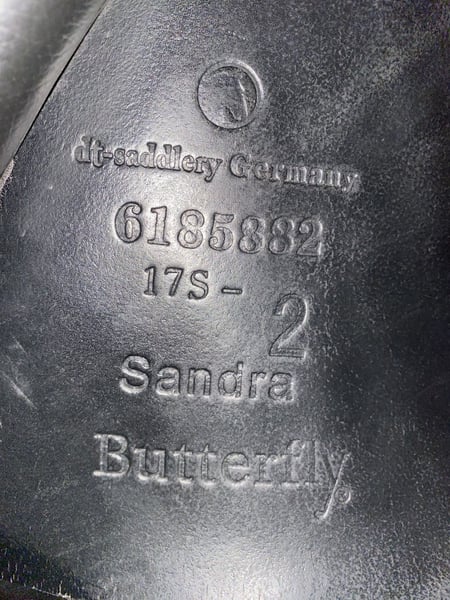 dt-saddlery Germany
6185882
17S - 2
Sandra
Butterfly®